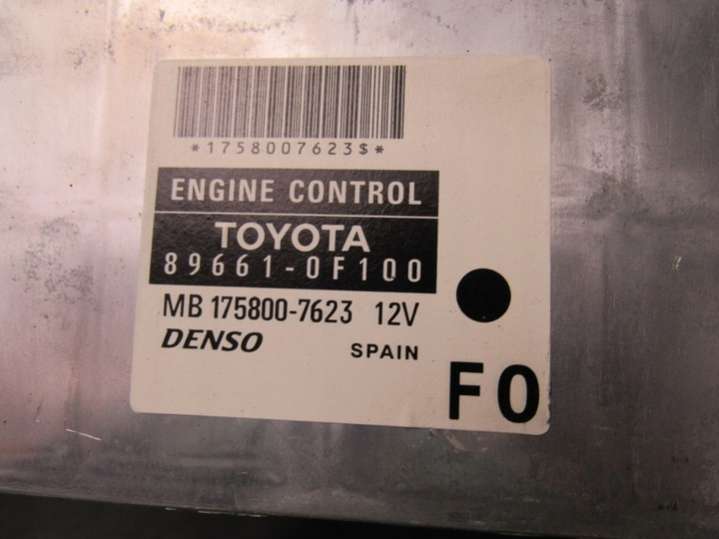 *1758007623$*
ENGINE CONTROL
TOYOTA
89661-0F100
MB 175800-7623 12V
DENSO SPAIN
F0